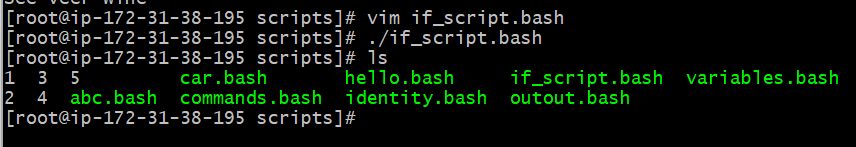 [root@ip-172-31-38-195 scripts]# vim if_script.bash
[root@ip-172-31-38-195 scripts]# ./if_script.bash
[root@ip-172-31-38-195 scripts]# ls
1  3  5         car.bash       hello.bash     if_script.bash  variables.bash
2  4  abc.bash  commands.bash  identity.bash  outout.bash
[root@ip-172-31-38-195 scripts]#